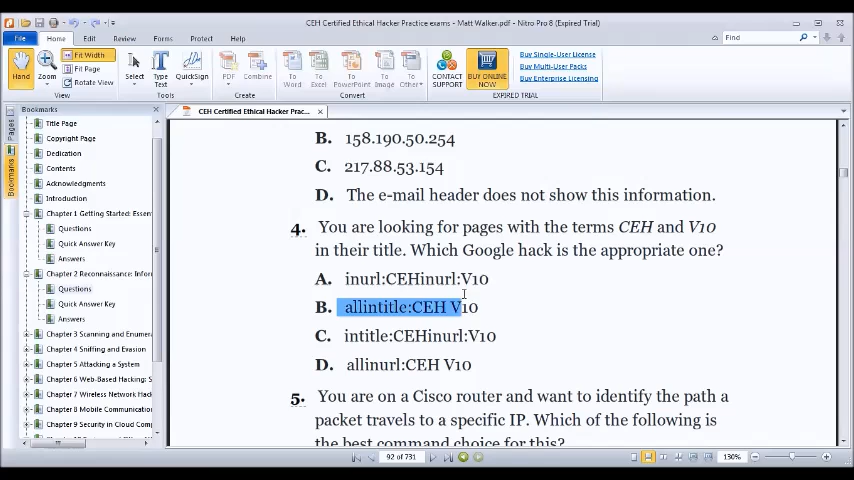 CEH Certified Ethical Hacker Practice exams - Matt Walker.pdf - Nitro Pro 8 (Expired Trial)
File Home Edit Review Forms Protect Help Find
Hand Zoom Fit Width Fit Page Rotate View Select Type Text QuickSign PDF Combine To Word To Excel To PowerPoint To Image To Other CONTACT SUPPORT BUY ONLINE NOW Buy Single-User License Buy Multi-User Packs Buy Enterprise Licensing
View Tools Create Convert EXPIRED TRIAL
Bookmarks
CEH Certified Ethical Hacker Prac...
Pages
Bookmarks
Title Page
Copyright Page
Dedication
Contents
Acknowledgments
Introduction
Chapter 1 Getting Started: Essen
Questions
Quick Answer Key
Answers
Chapter 2 Reconnaissance: Infor
Questions
Quick Answer Key
Answers
Chapter 3 Scanning and Enumera
Chapter 4 Sniffing and Evasion
Chapter 5 Attacking a System
Chapter 6 Web-Based Hacking: S
Chapter 7 Wireless Network Hack
Chapter 8 Mobile Communication
Chapter 9 Security in Cloud Comp
B. 158.190.50.254
C. 217.88.53.154
D. The e-mail header does not show this information.
4. You are looking for pages with the terms CEH and V10
in their title. Which Google hack is the appropriate one?
A. inurl:CEHinurl:V10
B. allintitle:CEH V10
C. intitle:CEHinurl:V10
D. allinurl:CEH V10
5. You are on a Cisco router and want to identify the path a
packet travels to a specific IP. Which of the following is
the best command choice for this?
92 of 731
130%